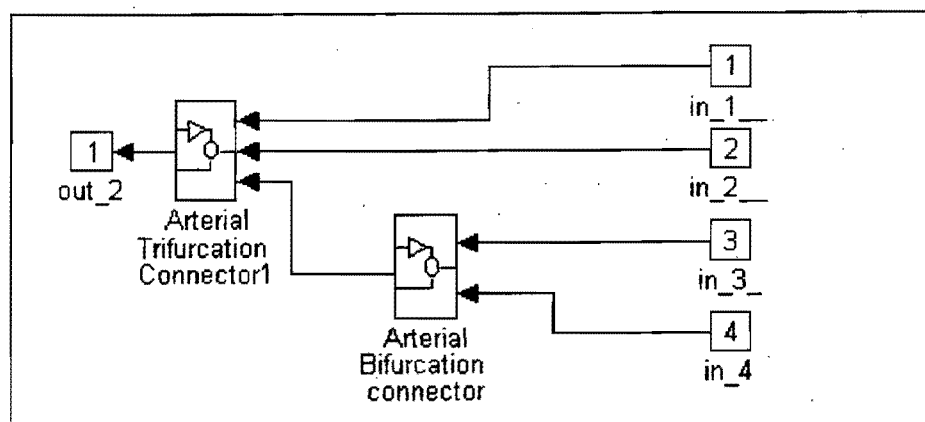 1
in_1__
1
out_2
2
in_2__
Arterial
Trifurcation
Connector1
3
in_3_
Arterial
Bifurcation
connector
4
in_4